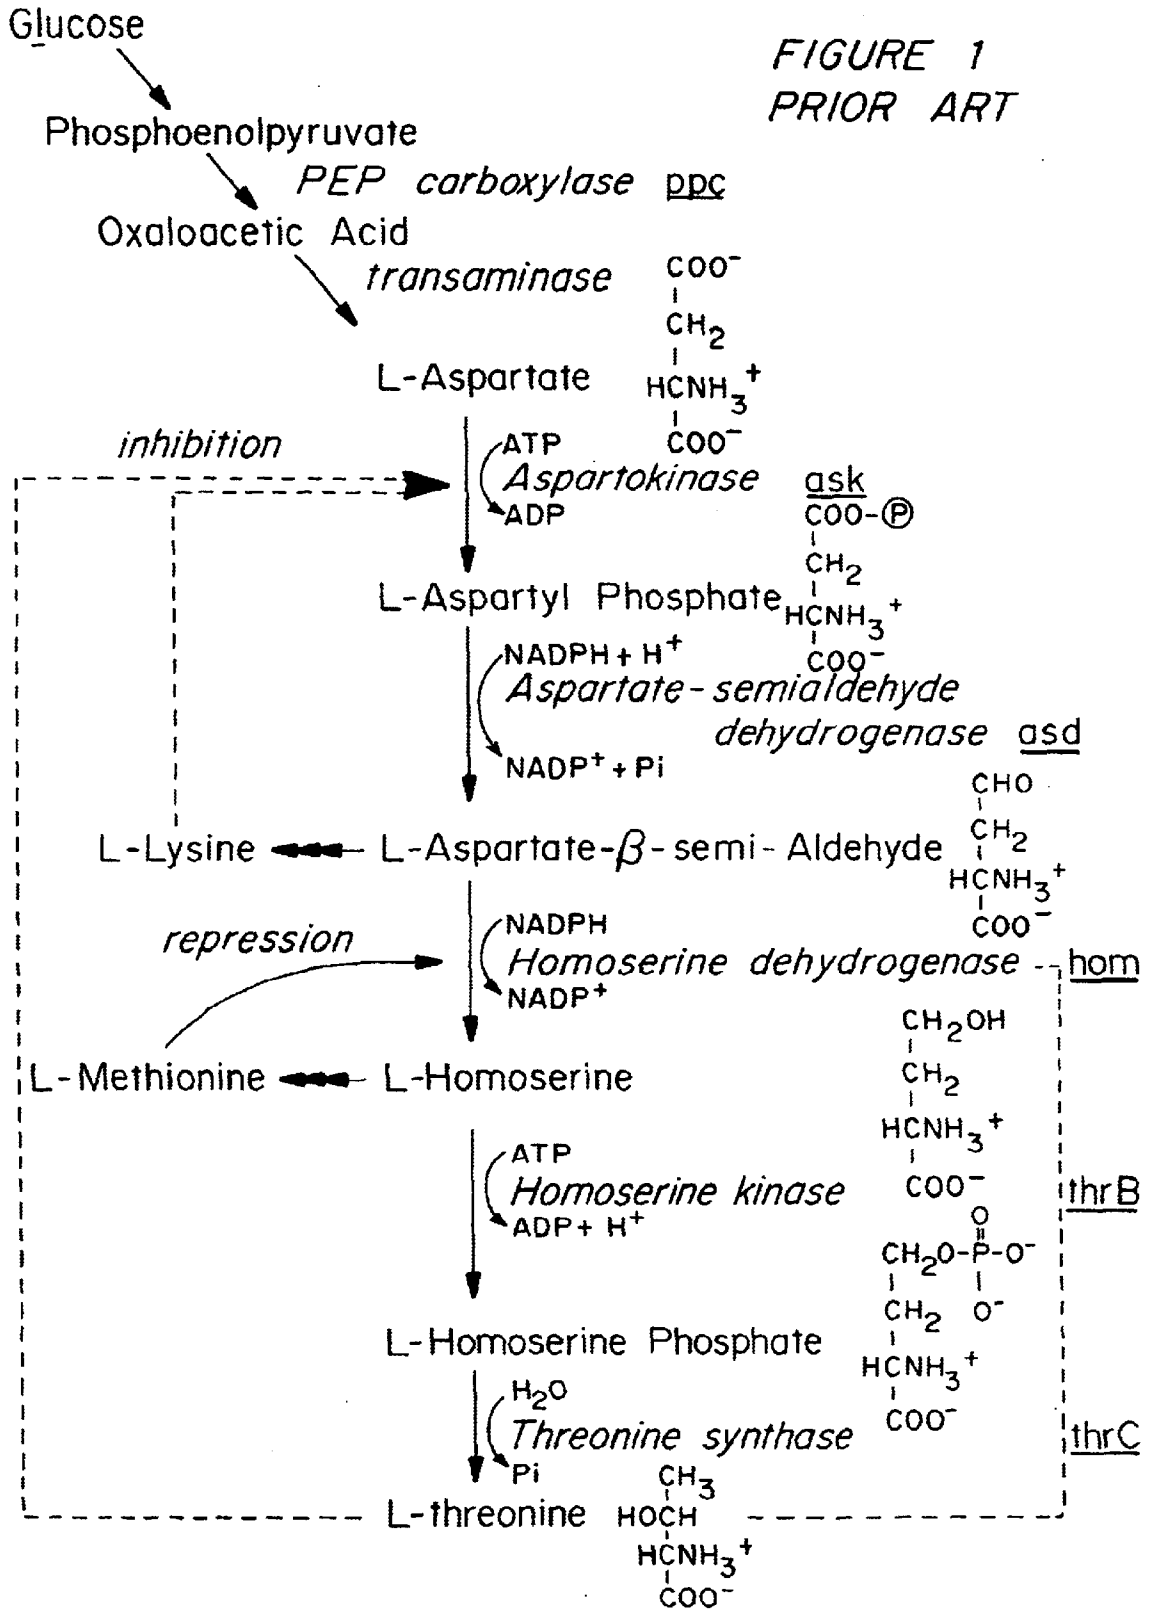 Glucose
FIGURE 1
PRIOR ART
Phosphoenolpyruvate
PEP carboxylase ppc
Oxaloacetic Acid
transaminase
COO⁻
CH₂
L-Aspartate
HCNH₃⁺
COO⁻
inhibition
ATP
Aspartokinase ask
ADP
COO-Ⓟ
CH₂
L-Aspartyl Phosphate
HCNH₃⁺
COO⁻
NADPH + H⁺
Aspartate-semialdehyde
dehydrogenase asd
NADP⁺ + Pi
CHO
CH₂
L-Lysine
L-Aspartate-β-semi-Aldehyde
HCNH₃⁺
COO⁻
NADPH
repression
Homoserine dehydrogenase hom
NADP⁺
CH₂OH
CH₂
L-Methionine
L-Homoserine
HCNH₃⁺
COO⁻
ATP
Homoserine kinase thrB
ADP + H⁺
O
CH₂O-P-O⁻
CH₂ O⁻
L-Homoserine Phosphate
HCNH₃⁺
COO⁻
H₂O
Threonine synthase thrC
Pi
CH₃
L-threonine HOCH
HCNH₃⁺
COO⁻